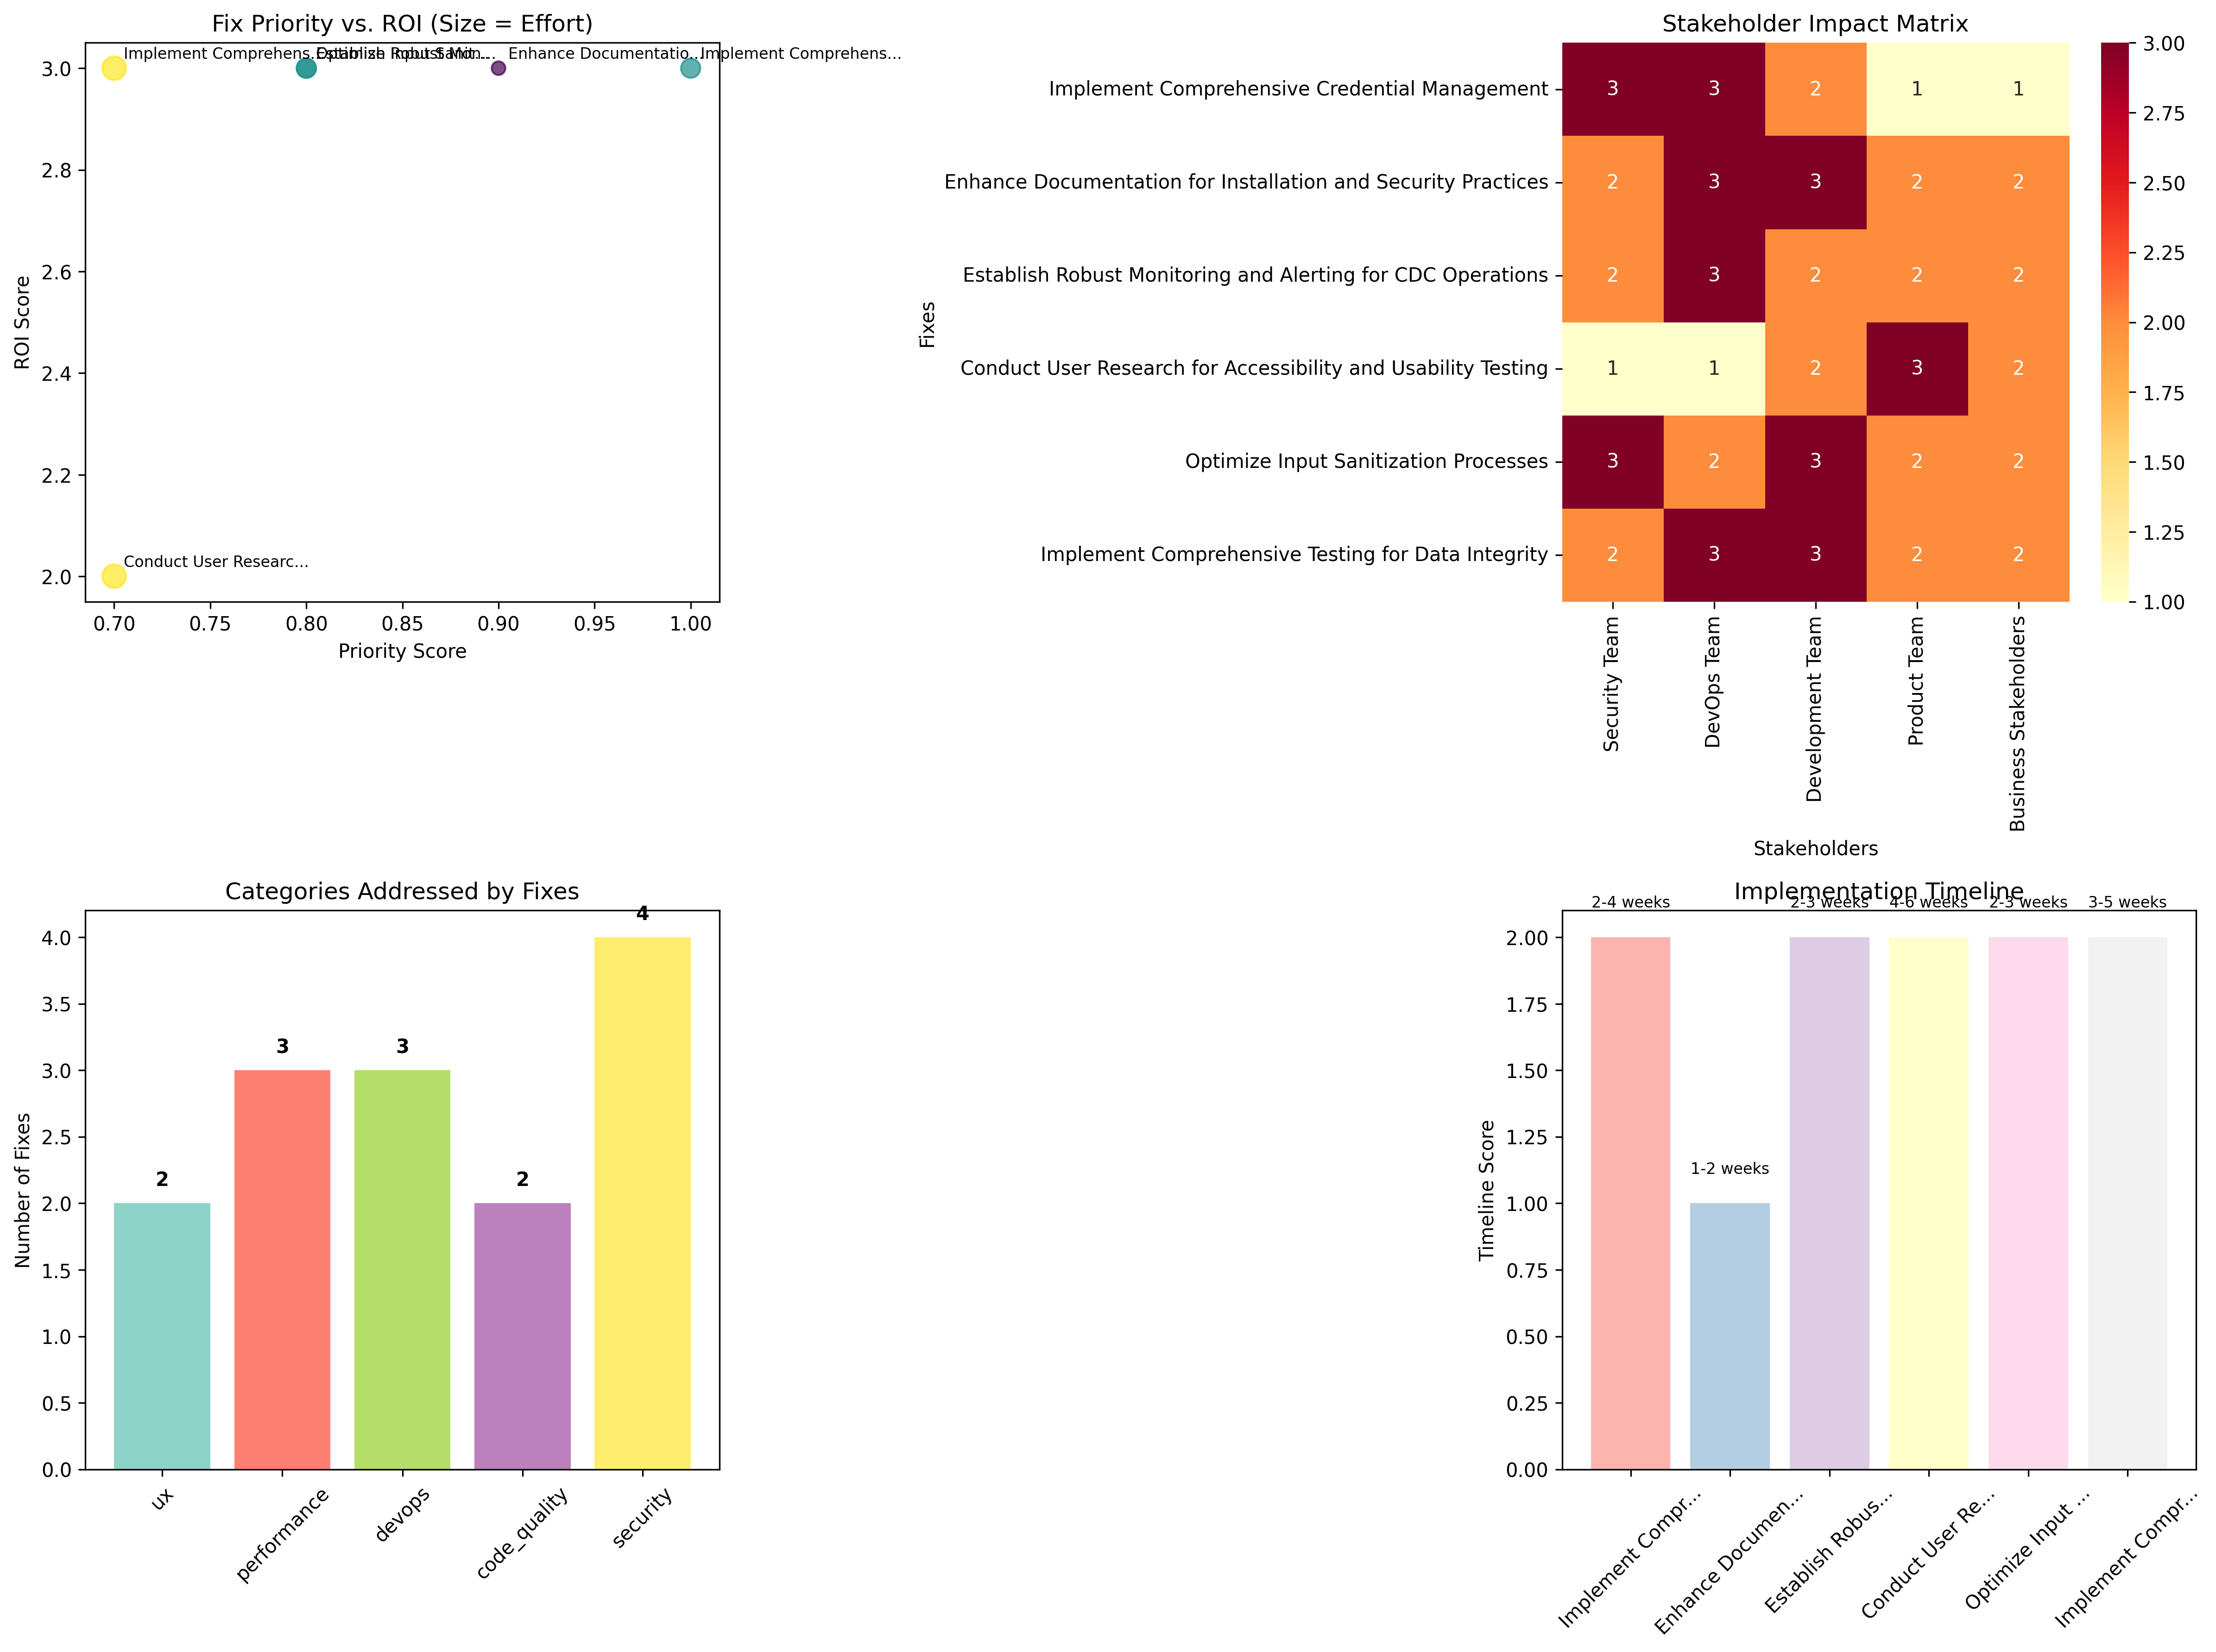 Fix Priority vs. ROI (Size = Effort)
Implement Comprehens...
Enhance Documentatio...
Implement Comprehens...
Conduct User Researc...
3.0
2.8
2.6
2.4
2.2
2.0
ROI Score
0.70 0.75 0.80 0.85 0.90 0.95 1.00
Priority Score
Stakeholder Impact Matrix
Fixes
Implement Comprehensive Credential Management 3 3 2 1 1
Enhance Documentation for Installation and Security Practices 2 3 3 2 2
Establish Robust Monitoring and Alerting for CDC Operations 2 3 2 2 2
Conduct User Research for Accessibility and Usability Testing 1 1 2 3 2
Optimize Input Sanitization Processes 3 2 3 2 2
Implement Comprehensive Testing for Data Integrity 2 3 3 2 2
Security Team
DevOps Team
Development Team
Product Team
Business Stakeholders
Stakeholders
3.00
2.75
2.50
2.25
2.00
1.75
1.50
1.25
1.00
Categories Addressed by Fixes
4.0
3.5
3.0
2.5
2.0
1.5
1.0
0.5
0.0
Number of Fixes
2 3 3 2 4
ux
performance
devops
code_quality
security
Implementation Timeline
2-4 weeks
1-2 weeks
2-3 weeks
4-6 weeks
2-3 weeks
3-5 weeks
2.00
1.75
1.50
1.25
1.00
0.75
0.50
0.25
0.00
Timeline Score
Implement Compr...
Enhance Documen...
Establish Robus...
Conduct User Re...
Optimize Input ...
Implement Compr...